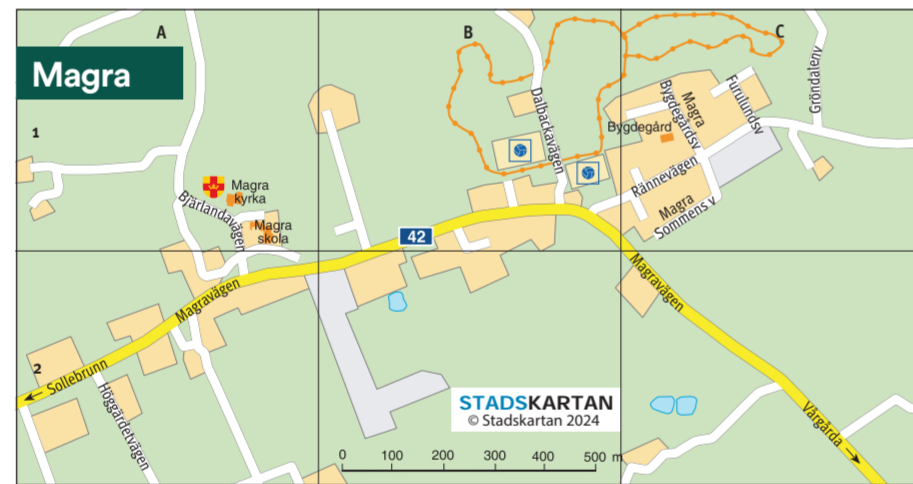 Magra
A
B
C
1
2
Bjärlandavägen
Magra
kyrka
Magra
skola
Magravägen
← Sollebrunn
Höggärdetvägen
42
Dalbackavägen
Bygdegård
Magra
Bygdegårdsv
Furulundsv
Gröndalenv
Rännevägen
Magra
Sommens v
Magravägen
Vårgårda →
STADSKARTAN
© Stadskartan 2024
0 100 200 300 400 500 m